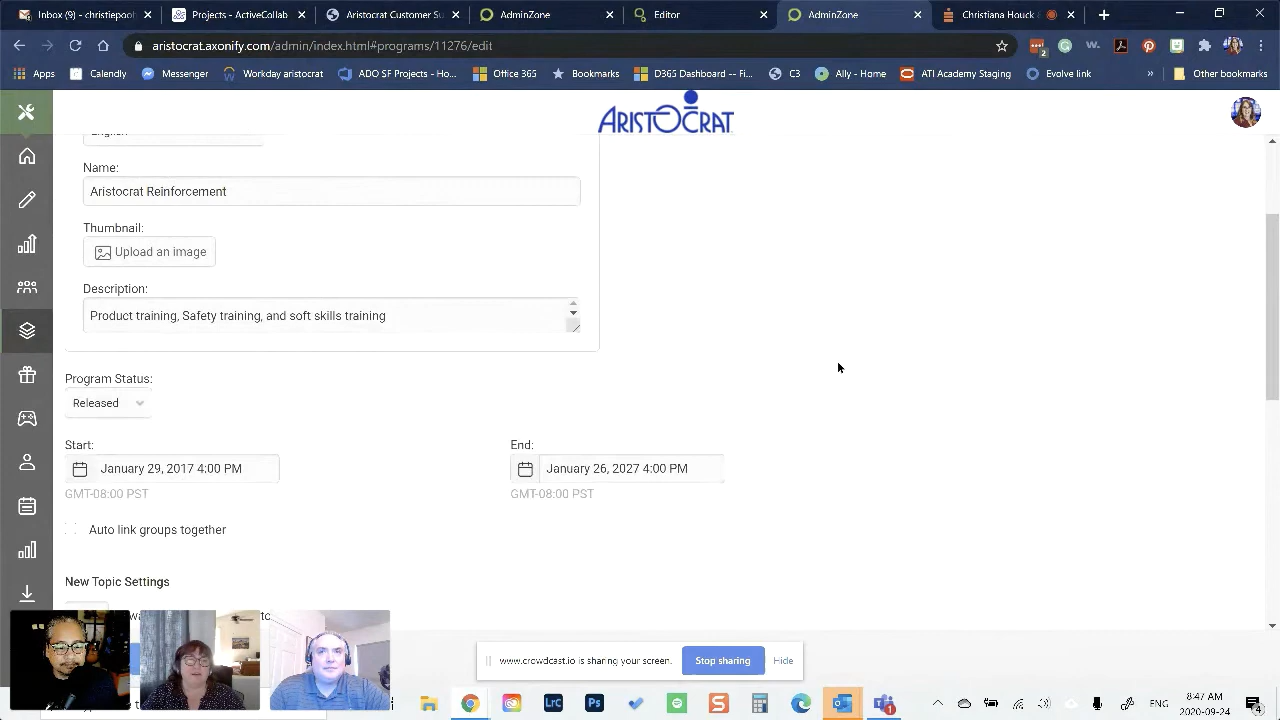 Inbox (9) - christiepoole
Projects - ActiveCollab
Aristocrat Customer S
AdminZone
Editor
AdminZone
Christiana Houck
aristocrat.axonify.com/admin/index.html#programs/11276/edit
Apps
Calendly
Messenger
Workday aristocrat
ADO SF Projects - Ho...
Office 365
Bookmarks
D365 Dashboard -- Fi...
C3
Ally - Home
ATI Academy Staging
Evolve link
»
Other bookmarks
ARISTOCRAT
English
Name:
Aristocrat Reinforcement
Thumbnail:
Upload an image
Description:
Product training, Safety training, and soft skills training
Program Status:
Released
Start:
End:
January 29, 2017 4:00 PM
January 26, 2027 4:00 PM
GMT-08:00 PST
GMT-08:00 PST
Auto link groups together
New Topic Settings
www.crowdcast.io is sharing your screen.
Stop sharing
Hide
LrC
Ps
S
ENG
8:47 AM
2020-09-24